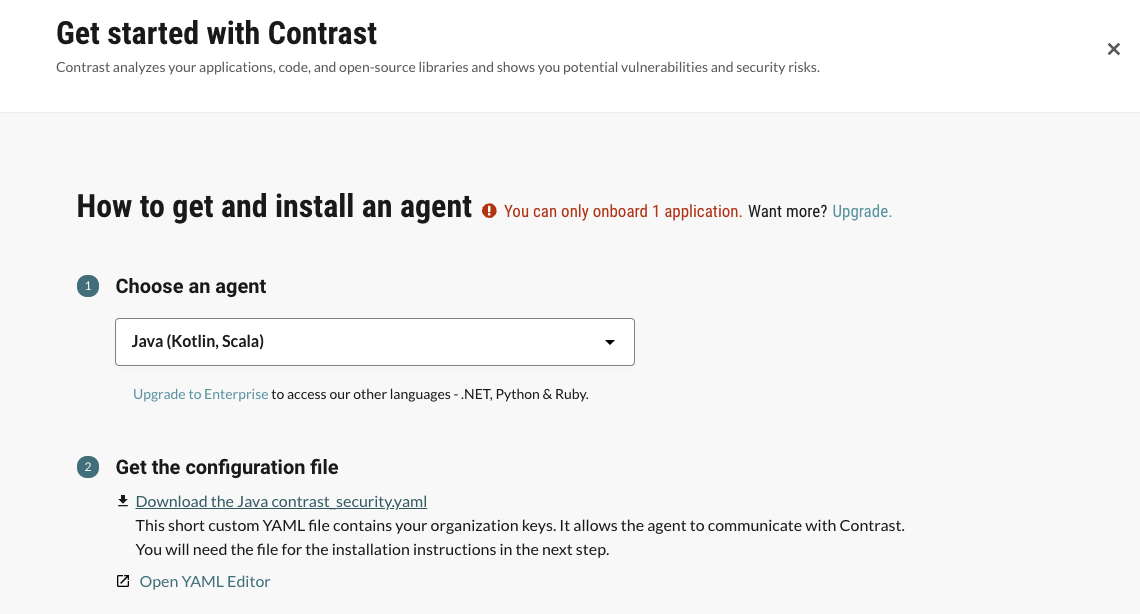 Get started with Contrast
Contrast analyzes your applications, code, and open-source libraries and shows you potential vulnerabilities and security risks.
How to get and install an agent You can only onboard 1 application. Want more? Upgrade.
1 Choose an agent
Java (Kotlin, Scala)
Upgrade to Enterprise to access our other languages - .NET, Python & Ruby.
2 Get the configuration file
Download the Java contrast_security.yaml
This short custom YAML file contains your organization keys. It allows the agent to communicate with Contrast.
You will need the file for the installation instructions in the next step.
Open YAML Editor